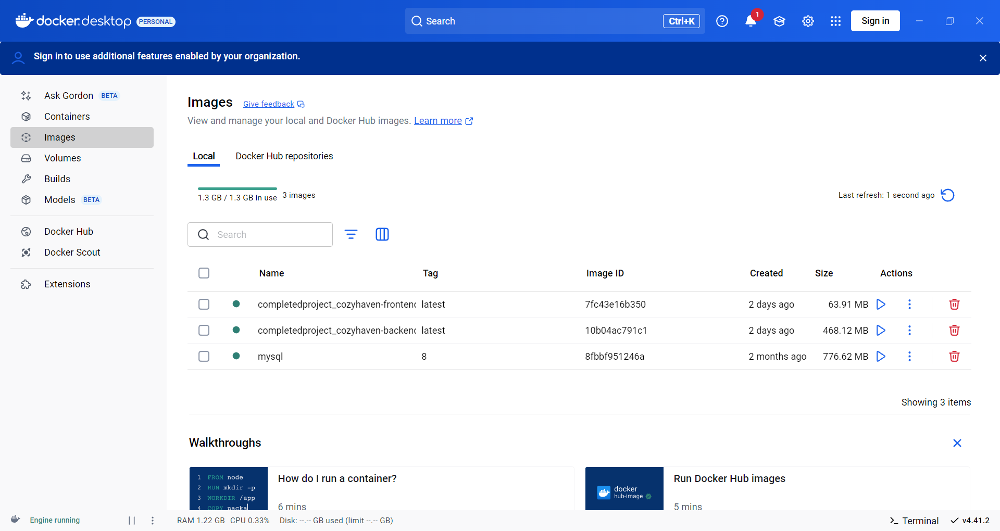 docker.desktop PERSONAL
Search
Ctrl+K
1
Sign in
Sign in to use additional features enabled by your organization.
Ask Gordon BETA
Containers
Images
Volumes
Builds
Models BETA
Docker Hub
Docker Scout
Extensions
Images Give feedback
View and manage your local and Docker Hub images. Learn more
Local Docker Hub repositories
1.3 GB / 1.3 GB in use 3 images
Last refresh: 1 second ago
Search
Name Tag Image ID Created Size Actions
completedproject_cozyhaven-frontend latest 7fc43e16b350 2 days ago 63.91 MB
completedproject_cozyhaven-backend latest 10b04ac791c1 2 days ago 468.12 MB
mysql 8 8fbbf951246a 2 months ago 776.62 MB
Showing 3 items
Walkthroughs
1 FROM node
2 RUN mkdir -p
3 WORKDIR /app
4 COPY packa
How do I run a container?
6 mins
docker
hub-image
Run Docker Hub images
5 mins
Engine running
RAM 1.22 GB CPU 0.33% Disk: --.-- GB used (limit --.-- GB)
Terminal v4.41.2